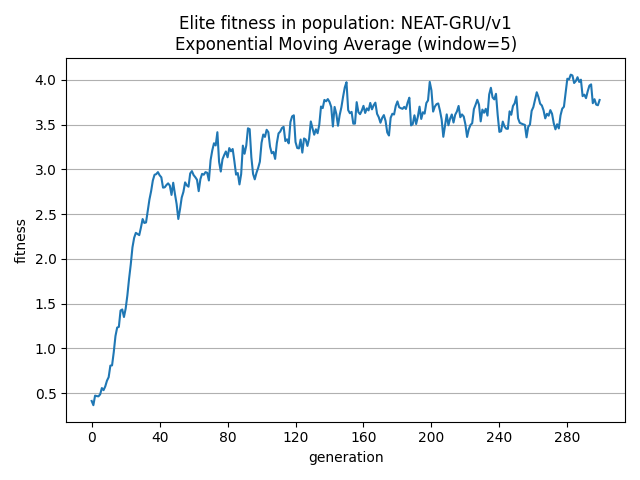 Elite fitness in population: NEAT-GRU/v1
Exponential Moving Average (window=5)
4.0
3.5
3.0
2.5
2.0
1.5
1.0
0.5
fitness
0 40 80 120 160 200 240 280
generation